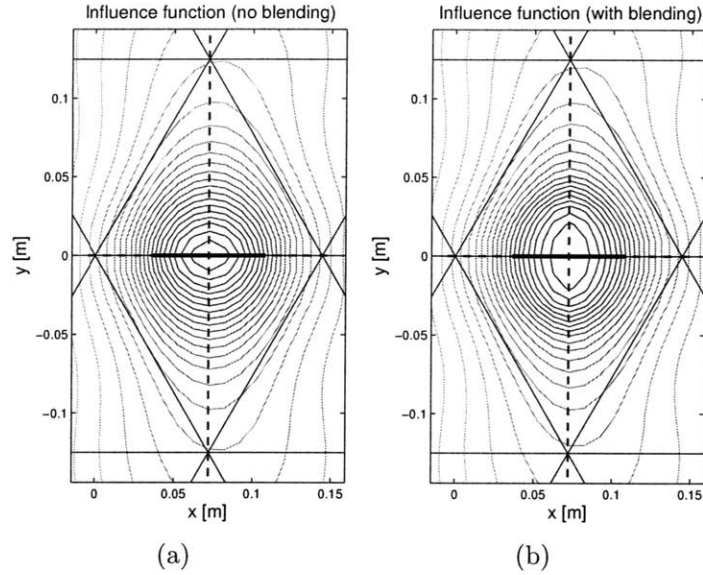 Influence function (no blending)
0.1
0.05
0
−0.05
−0.1
y [m]
0
0.05
0.1
0.15
x [m]
(a)
Influence function (with blending)
0.1
0.05
0
−0.05
−0.1
y [m]
0
0.05
0.1
0.15
x [m]
(b)